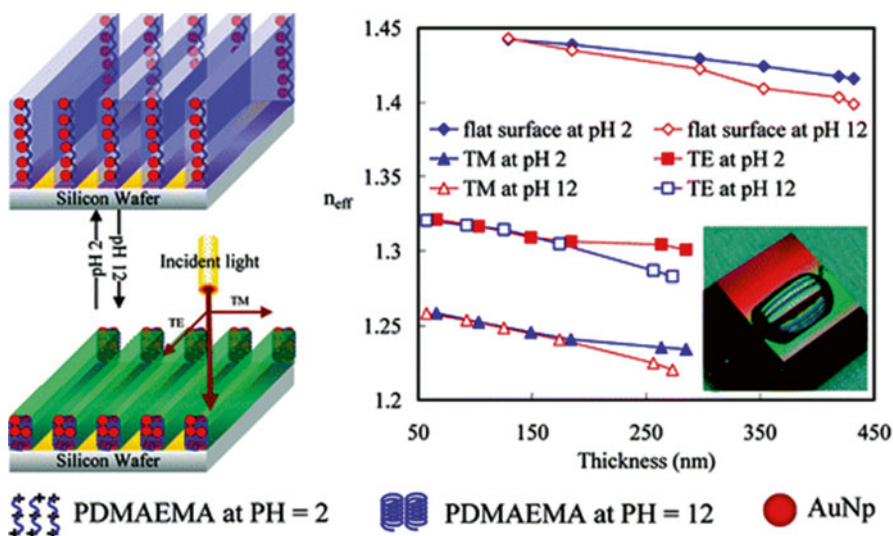 Silicon Wafer
pH 2
pH 12
Incident light
TM
TE
Silicon Wafer
1.45
1.4
1.35
1.3
1.25
1.2
n_eff
flat surface at pH 2
flat surface at pH 12
TM at pH 2
TE at pH 2
TM at pH 12
TE at pH 12
50 150 250 350 450
Thickness (nm)
PDMAEMA at PH = 2
PDMAEMA at PH = 12
AuNp